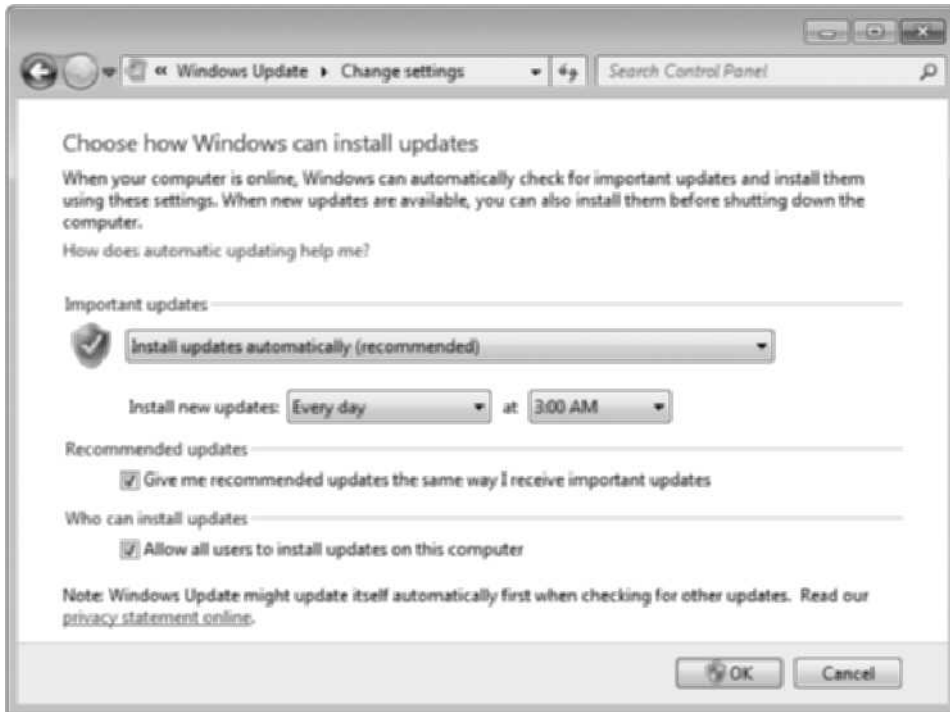 « Windows Update ▸ Change settings
Search Control Panel
Choose how Windows can install updates
When your computer is online, Windows can automatically check for important updates and install them
using these settings. When new updates are available, you can also install them before shutting down the
computer.
How does automatic updating help me?
Important updates
Install updates automatically (recommended)
Install new updates: Every day at 3:00 AM
Recommended updates
Give me recommended updates the same way I receive important updates
Who can install updates
Allow all users to install updates on this computer
Note: Windows Update might update itself automatically first when checking for other updates. Read our
privacy statement online.
OK Cancel